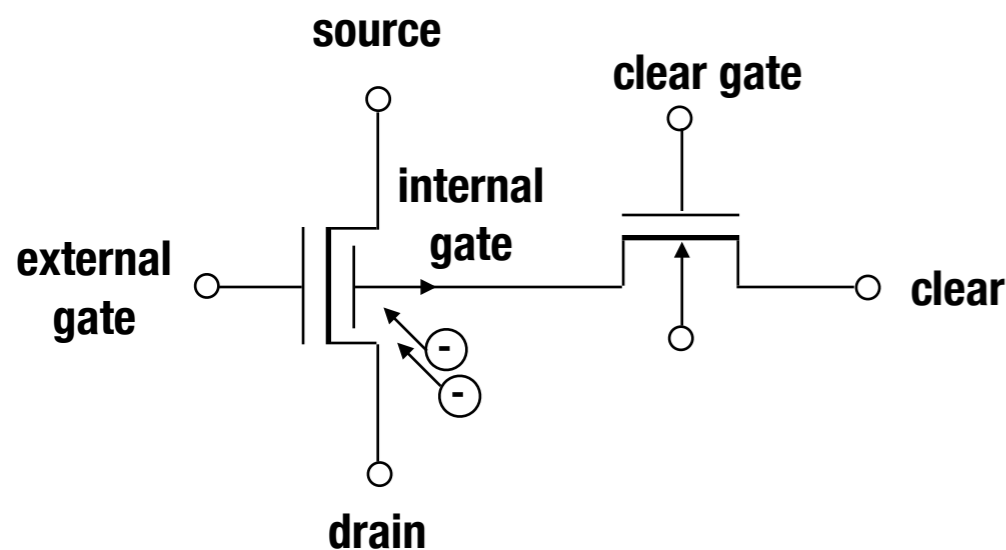 source
clear gate
internal
gate
external
gate
clear
-
-
drain